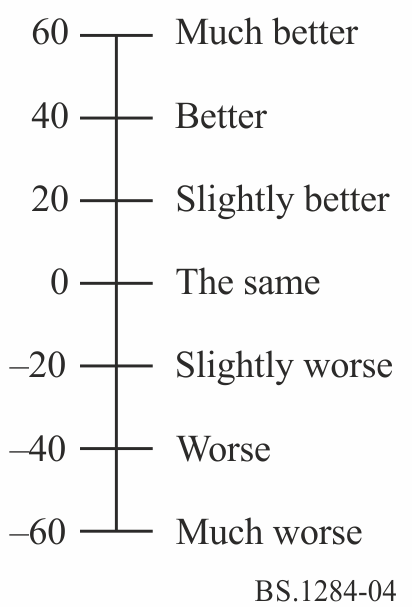 60 Much better
40 Better
20 Slightly better
0 The same
–20 Slightly worse
–40 Worse
–60 Much worse
BS.1284-04